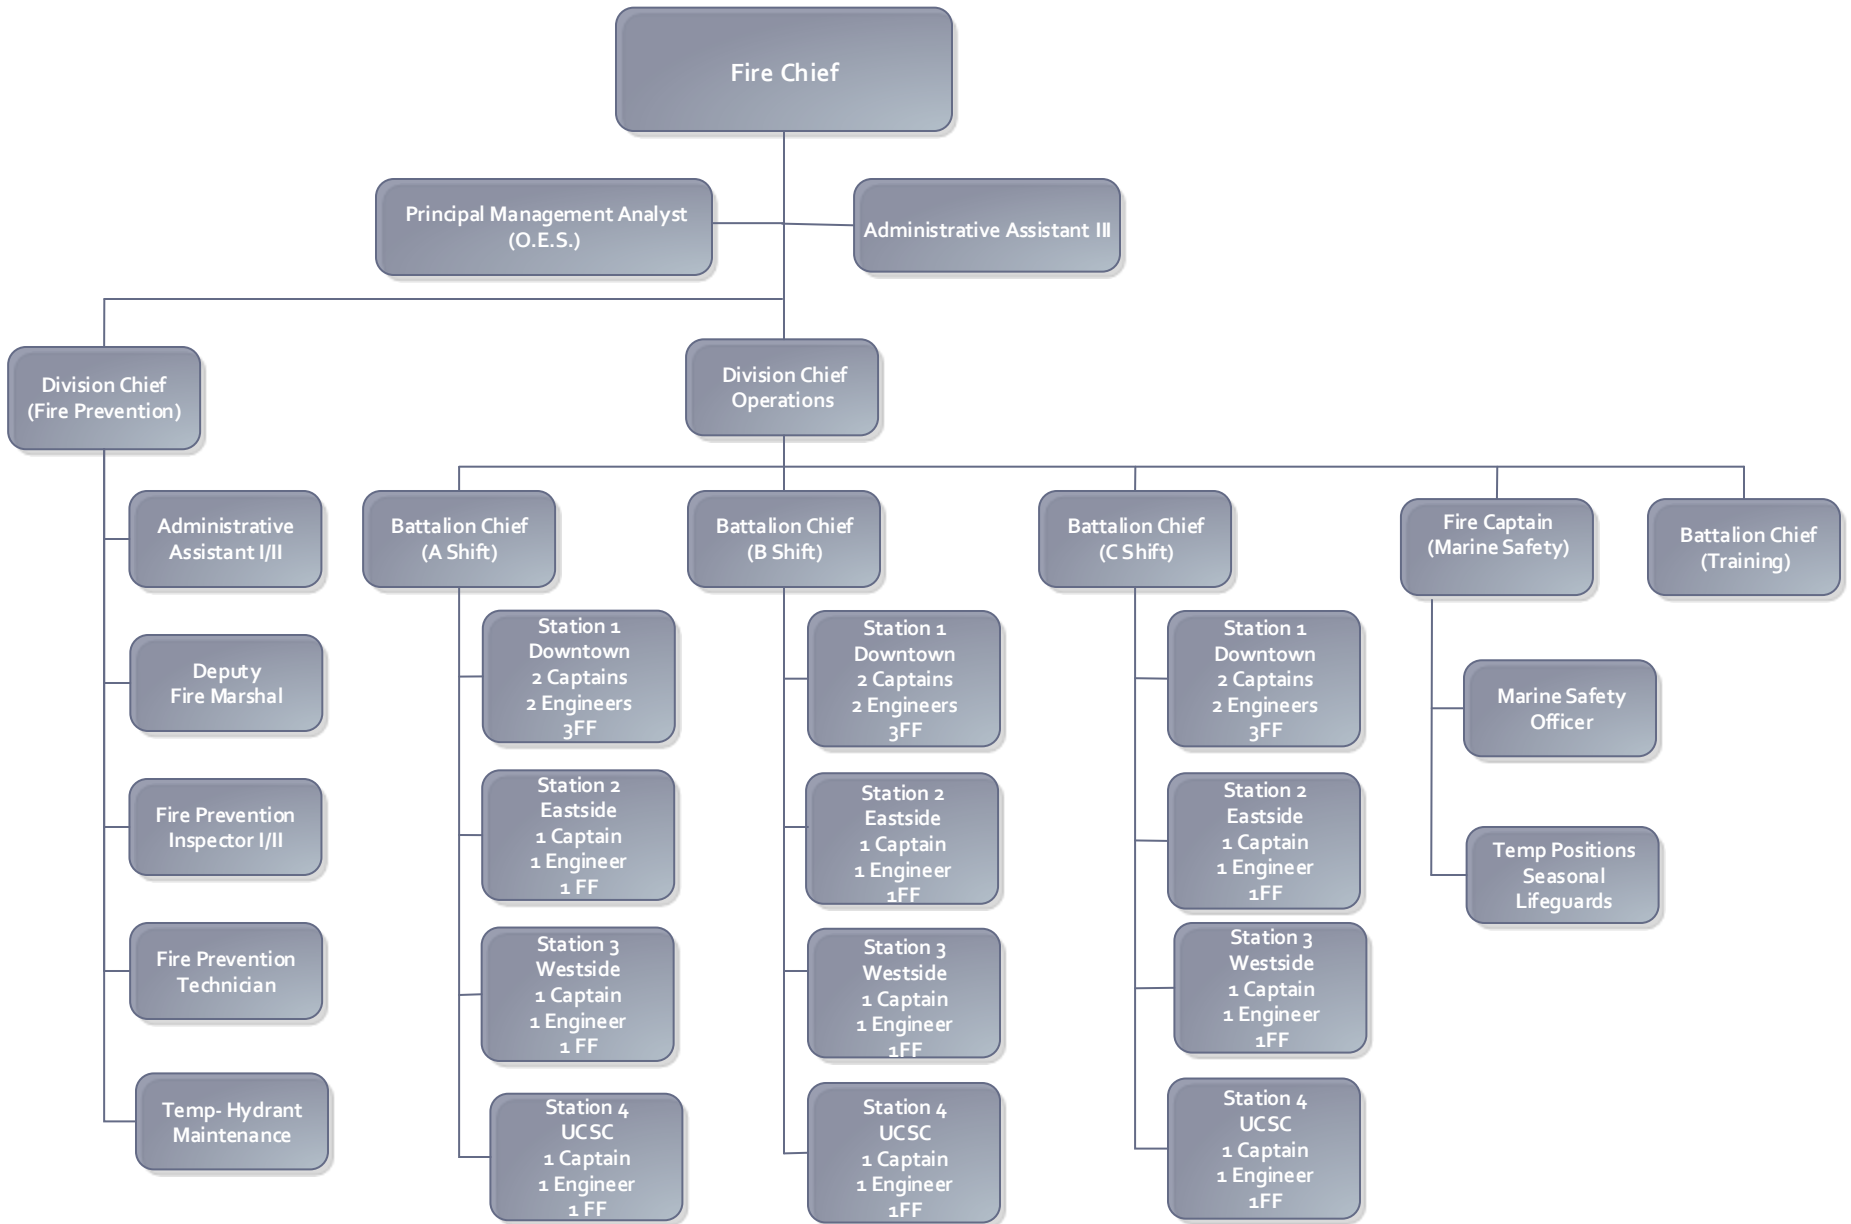 Fire Chief
Principal Management Analyst
(O.E.S.)
Administrative Assistant III
Division Chief
(Fire Prevention)
Division Chief
Operations
Administrative
Assistant I/II
Deputy
Fire Marshal
Fire Prevention
Inspector I/II
Fire Prevention
Technician
Temp- Hydrant
Maintenance
Battalion Chief
(A Shift)
Station 1
Downtown
2 Captains
2 Engineers
3FF
Station 2
Eastside
1 Captain
1 Engineer
1 FF
Station 3
Westside
1 Captain
1 Engineer
1 FF
Station 4
UCSC
1 Captain
1 Engineer
1 FF
Battalion Chief
(B Shift)
Station 1
Downtown
2 Captains
2 Engineers
3FF
Station 2
Eastside
1 Captain
1 Engineer
1FF
Station 3
Westside
1 Captain
1 Engineer
1FF
Station 4
UCSC
1 Captain
1 Engineer
1FF
Battalion Chief
(C Shift)
Station 1
Downtown
2 Captains
2 Engineers
3FF
Station 2
Eastside
1 Captain
1 Engineer
1FF
Station 3
Westside
1 Captain
1 Engineer
1FF
Station 4
UCSC
1 Captain
1 Engineer
1FF
Fire Captain
(Marine Safety)
Marine Safety
Officer
Temp Positions
Seasonal
Lifeguards
Battalion Chief
(Training)